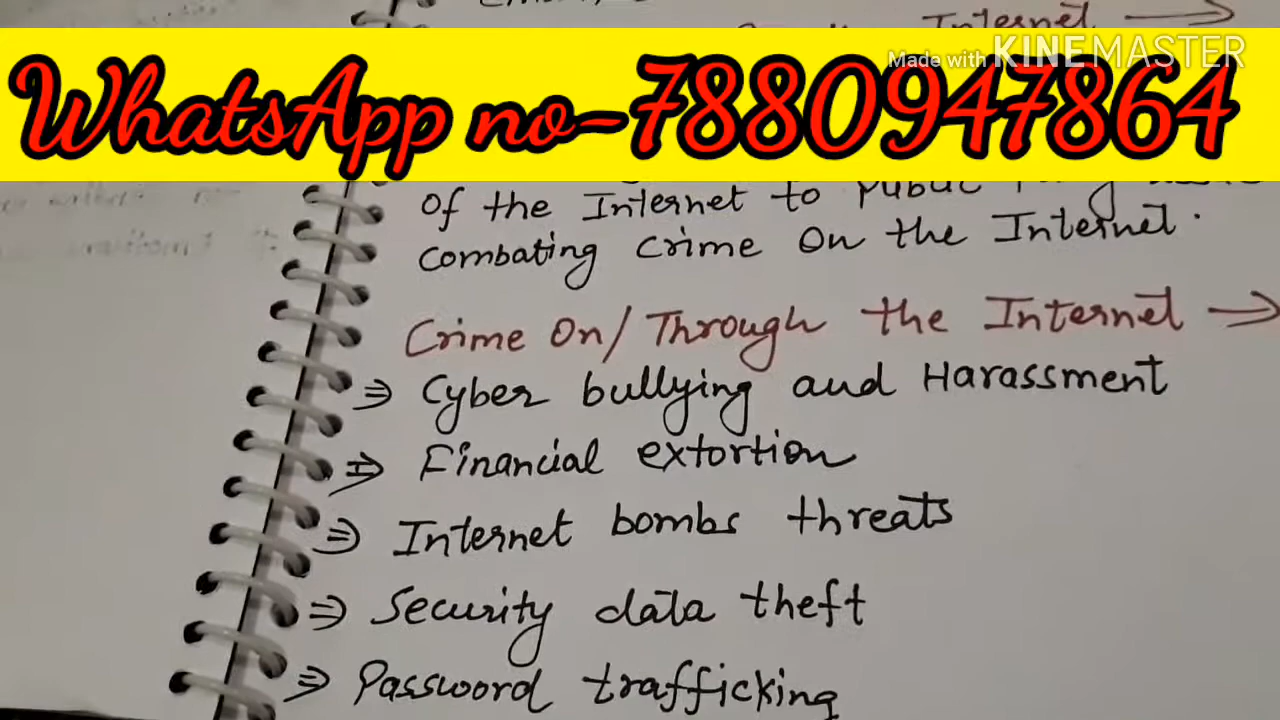 Internet →
Made with KINEMASTER
WhatsApp no-7880947864
of the Internet to public
combating crime on the Internet.
Crime On/Through the Internet →
⇒ Cyber bullying and Harassment
⇒ Financial extortion
⇒ Internet bombs threats
⇒ Security data theft
⇒ Password trafficking